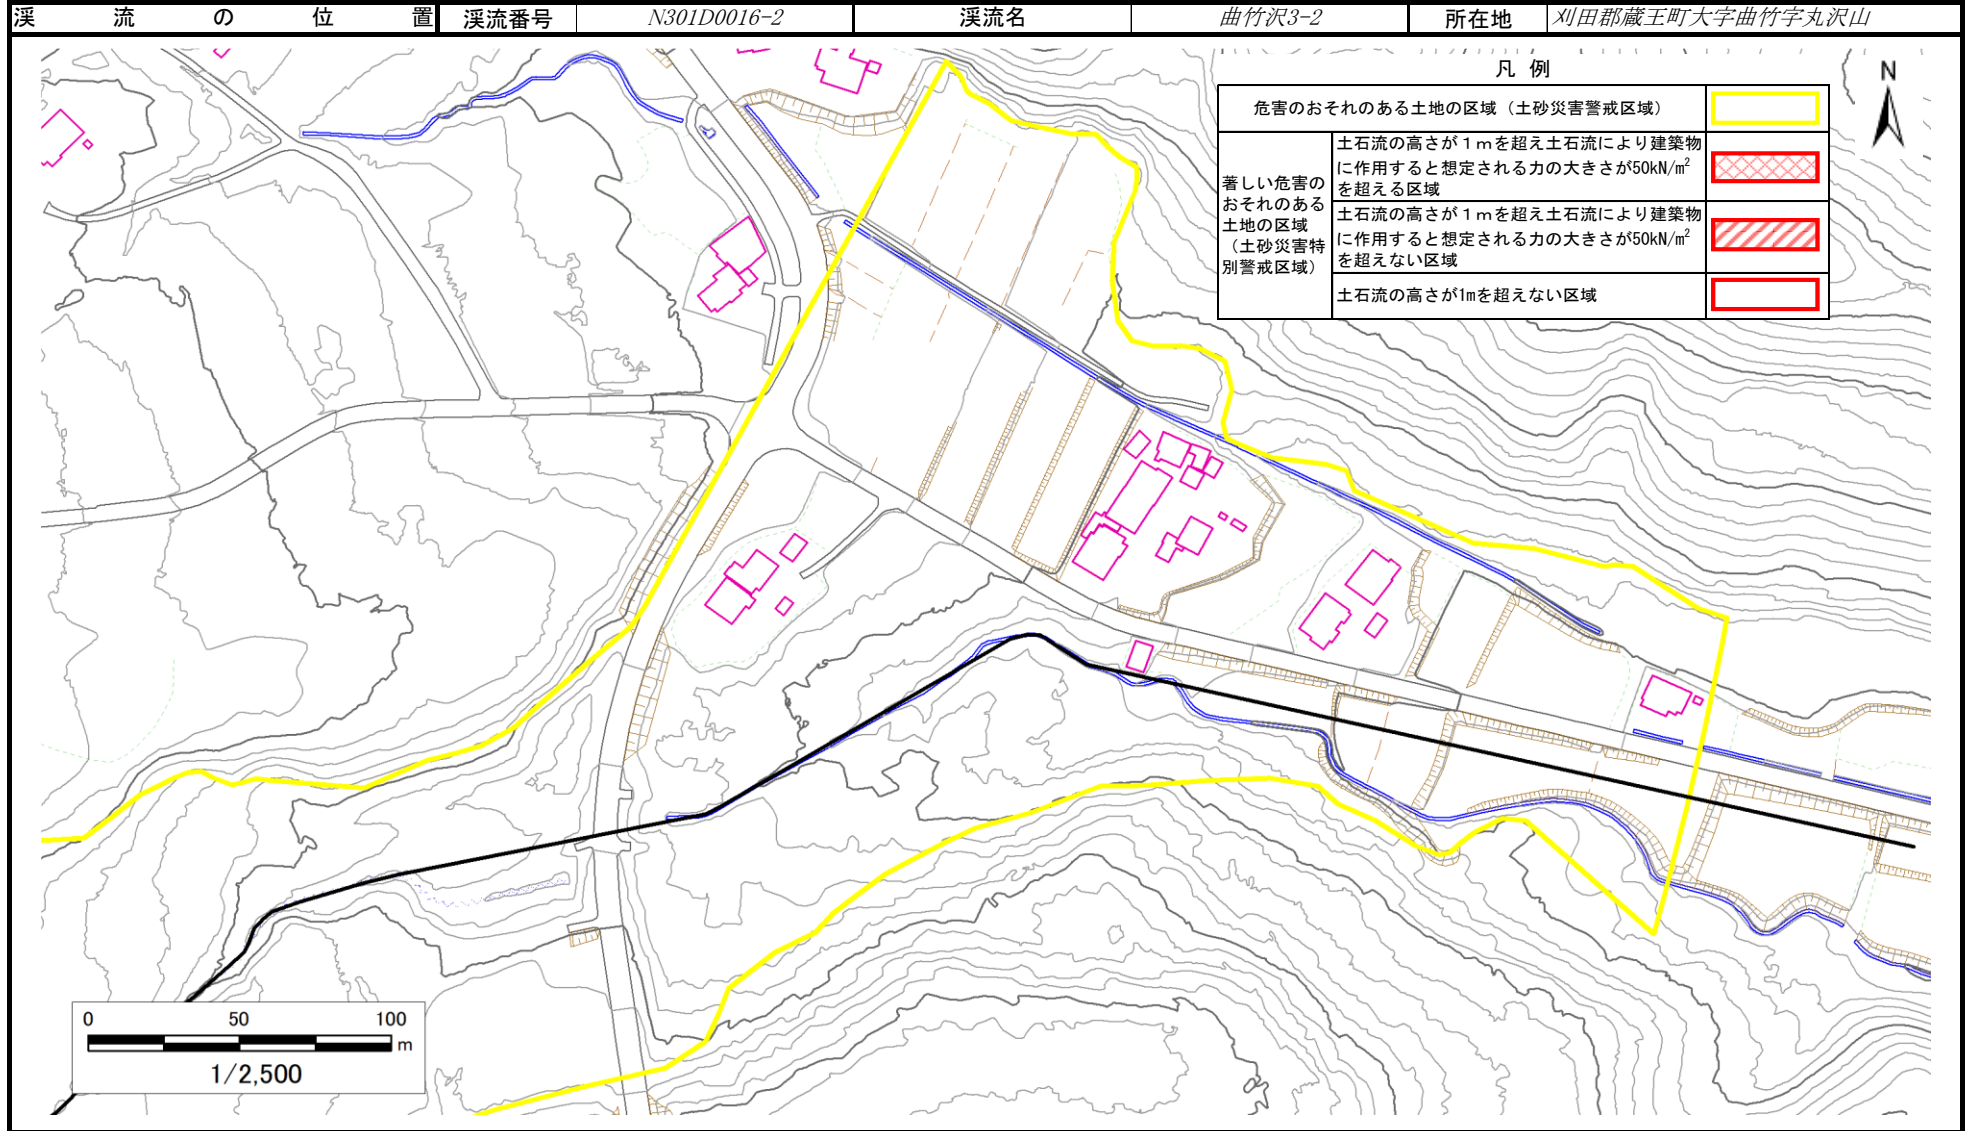 渓流の位置 渓流番号 N301D0016-2 渓流名 曲竹沢3-2 所在地 刈田郡蔵王町大字曲竹字丸沢山
凡 例
危害のおそれのある土地の区域（土砂災害警戒区域）
著しい危害の
おそれのある
土地の区域
（土砂災害特
別警戒区域）
土石流の高さが１ｍを超え土石流により建築物
に作用すると想定される力の大きさが50kN/m²
を超える区域
土石流の高さが１ｍを超え土石流により建築物
に作用すると想定される力の大きさが50kN/m²
を超えない区域
土石流の高さが1mを超えない区域
N
0 50 100
m
1/2,500